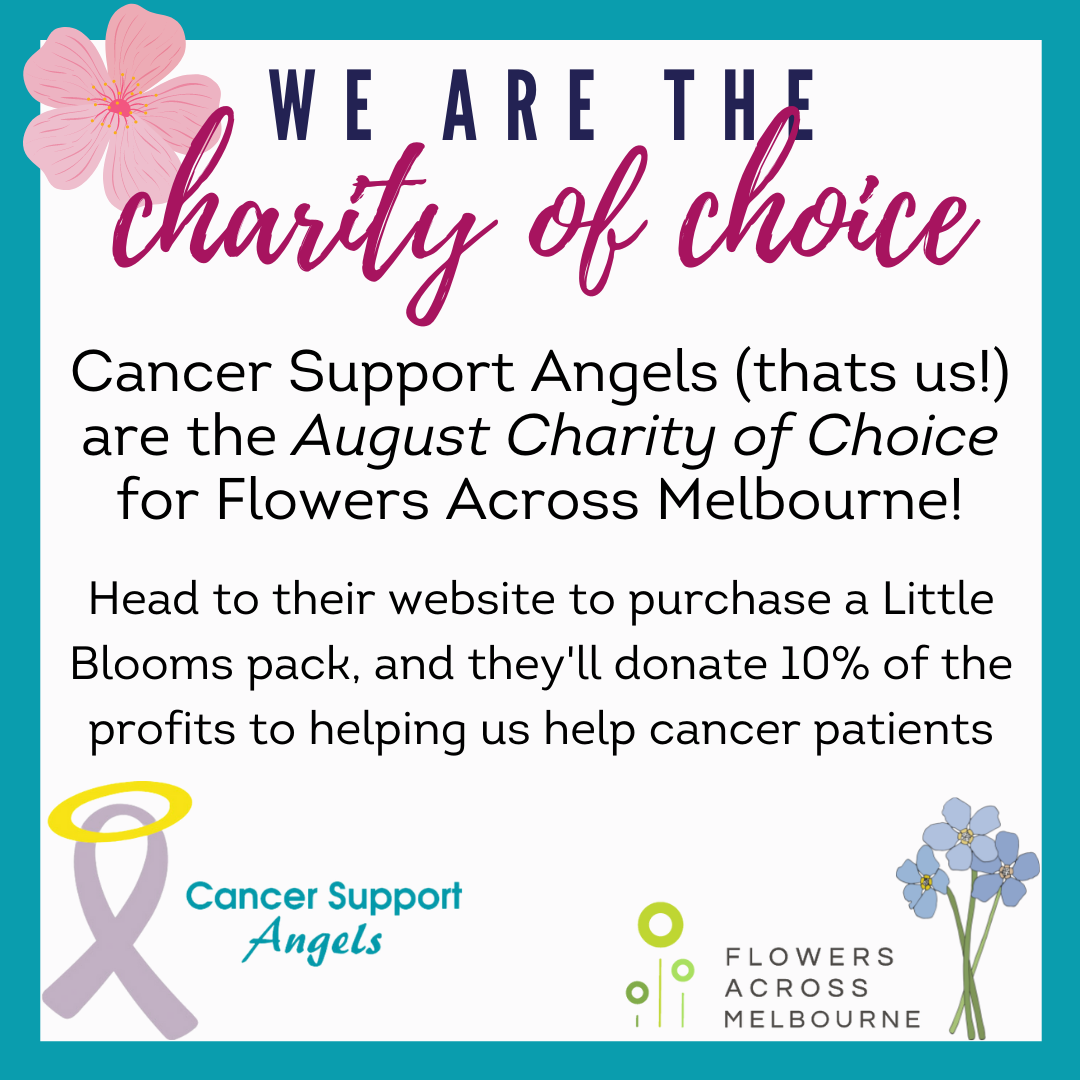 WE ARE THE
charity of choice
Cancer Support Angels (thats us!)
are the August Charity of Choice
for Flowers Across Melbourne!
Head to their website to purchase a Little
Blooms pack, and they'll donate 10% of the
profits to helping us help cancer patients
Cancer Support
Angels
FLOWERS
ACROSS
MELBOURNE